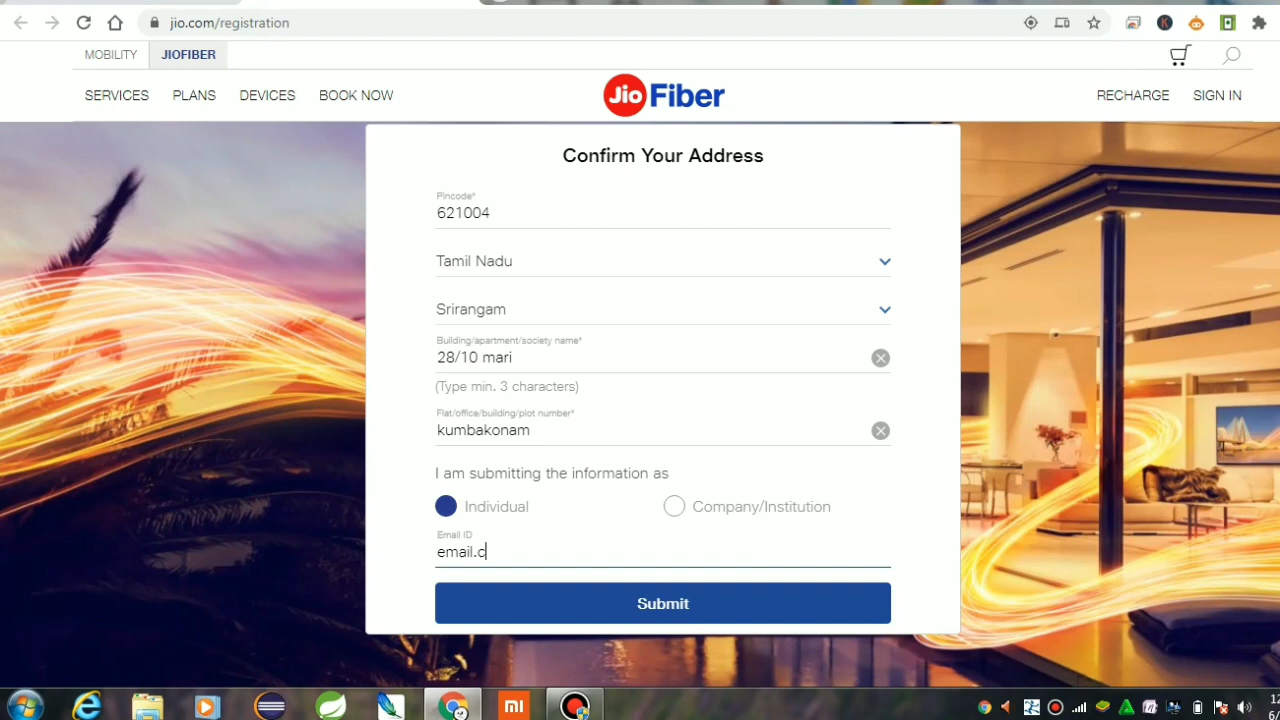 jio.com/registration
MOBILITY JIOFIBER
SERVICES PLANS DEVICES BOOK NOW Jio Fiber RECHARGE SIGN IN
Confirm Your Address
Pincode*
621004
Tamil Nadu
Srirangam
Building/apartment/society name*
28/10 mari
(Type min. 3 characters)
Flat/office/building/plot number*
kumbakonam
I am submitting the information as
Individual Company/Institution
Email ID
email.c
Submit
mi